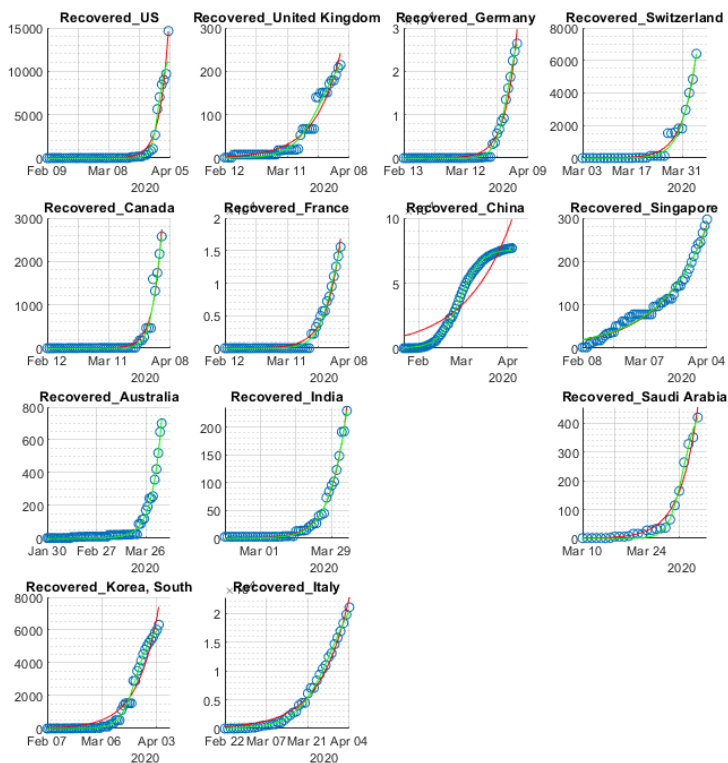 Recovered_US
15000
10000
5000
0
Feb 09 Mar 08 Apr 05
2020
Recovered_United Kingdom
300
200
100
0
Feb 12 Mar 11 Apr 08
2020
Recovered_Germany
3
2
1
0
Feb 13 Mar 12 Apr 09
2020
Recovered_Switzerland
8000
6000
4000
2000
0
Mar 03 Mar 17 Mar 31
2020
Recovered_Canada
3000
2000
1000
0
Feb 12 Mar 11 Apr 08
2020
Recovered_France
2
1.5
1
0.5
0
Feb 12 Mar 11 Apr 08
2020
Recovered_China
10
5
0
Feb Mar Apr
2020
Recovered_Singapore
300
200
100
0
Feb 08 Mar 07 Apr 04
2020
Recovered_Australia
800
600
400
200
0
Jan 30 Feb 27 Mar 26
2020
Recovered_India
200
150
100
50
0
Mar 01 Mar 29
2020
Recovered_Saudi Arabia
400
300
200
100
0
Mar 10 Mar 24
2020
Recovered_Korea, South
8000
6000
4000
2000
0
Feb 07 Mar 06 Apr 03
2020
Recovered_Italy
2
1.5
1
0.5
0
Feb 22 Mar 07 Mar 21 Apr 04
2020